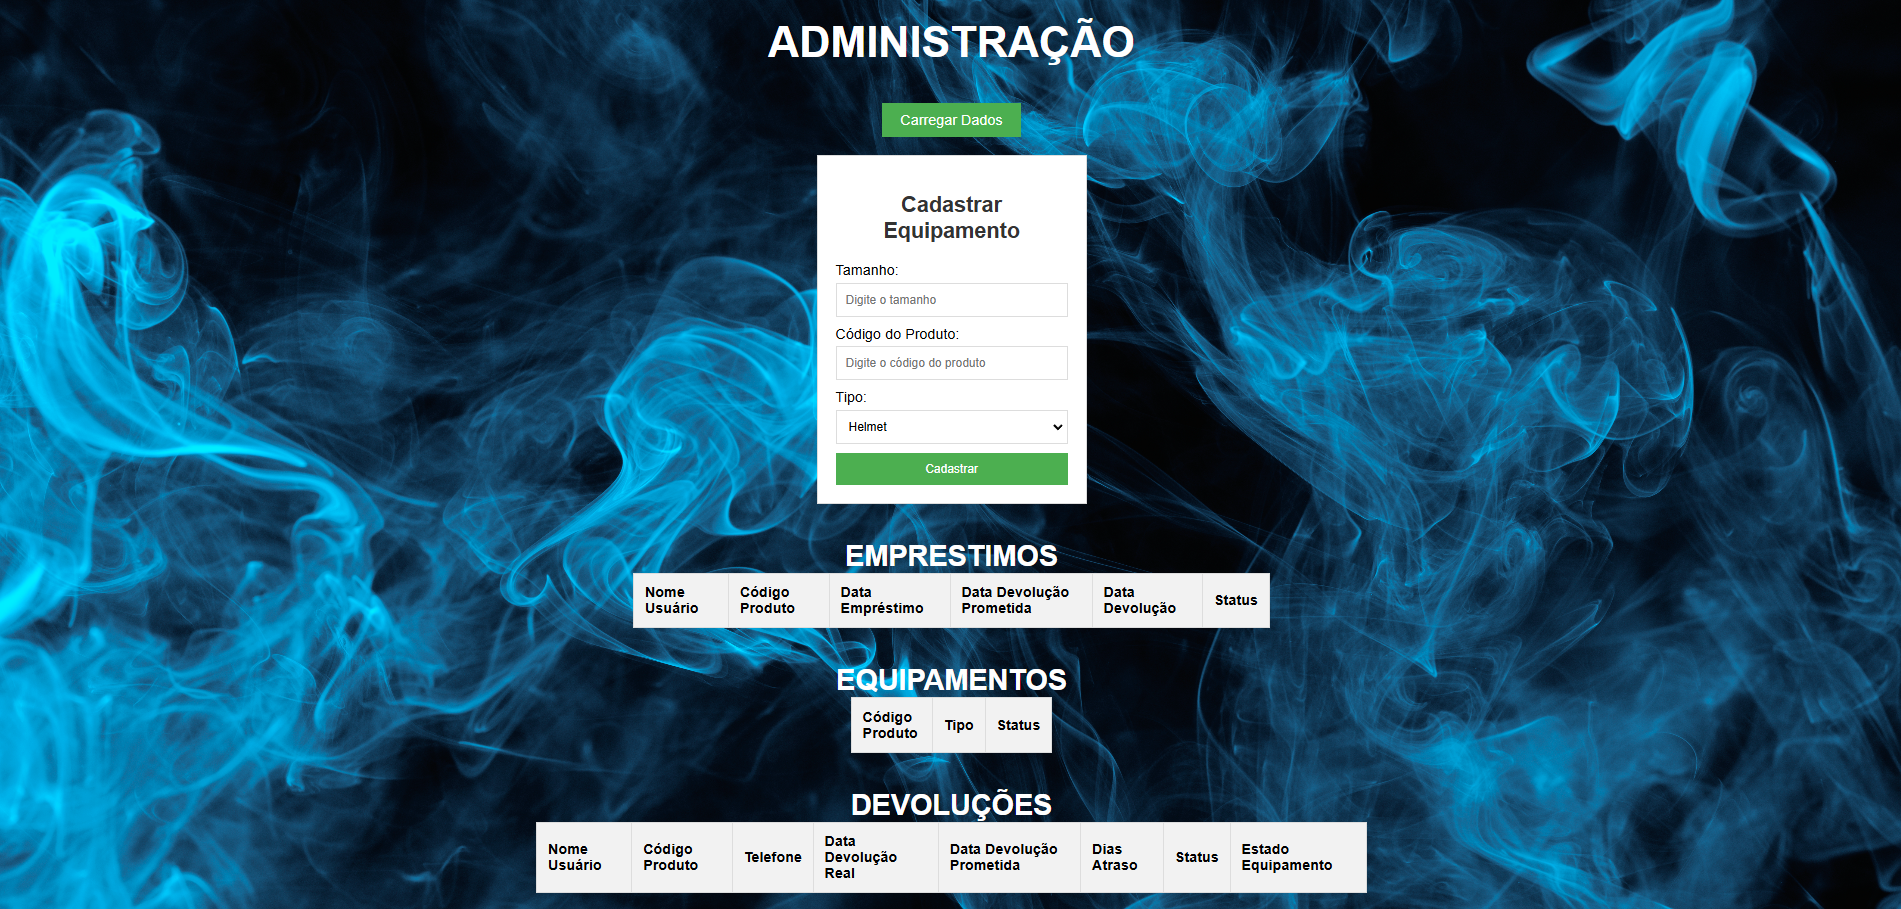 ADMINISTRAÇÃO
Carregar Dados
Cadastrar
Equipamento
Tamanho:
Digite o tamanho
Código do Produto:
Digite o código do produto
Tipo:
Helmet
Cadastrar
EMPRESTIMOS
Nome Usuário
Código Produto
Data Empréstimo
Data Devolução Prometida
Data Devolução
Status
EQUIPAMENTOS
Código Produto
Tipo
Status
DEVOLUÇÕES
Nome Usuário
Código Produto
Telefone
Data Devolução Real
Data Devolução Prometida
Dias Atraso
Status
Estado Equipamento